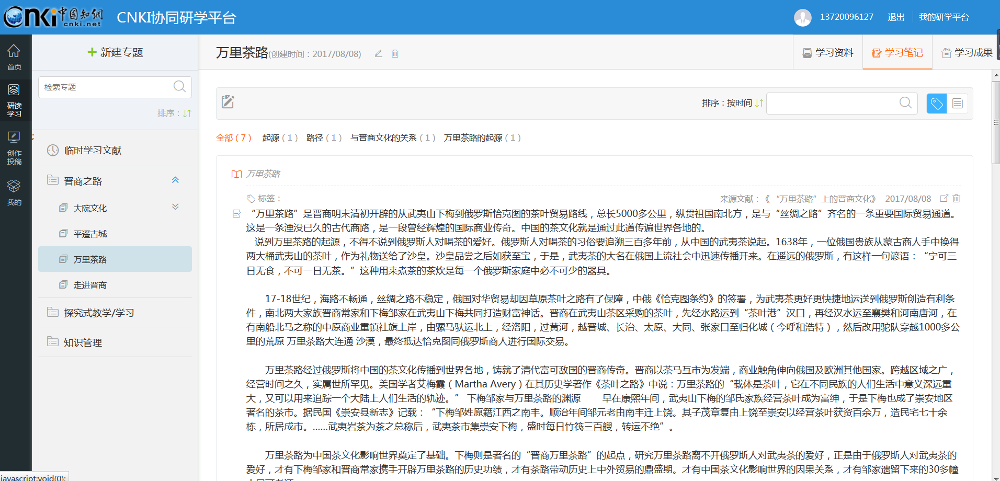 Cnki 中国知網
cnki.net
CNKI协同研学平台
13720096127 退出 我的研学平台
首页
研读
学习
创作
投稿
我的
+ 新建专题
检索专题
排序：↓↑
;
临时学习文献
晋商之路
大院文化
平遥古城
万里茶路
走进晋商
探究式教学/学习
知识管理
万里茶路(创建时间：2017/08/08)
学习资料
学习笔记
学习成果
排序：按时间 ↓↑
全部（7） 起源（1） 路径（1） 与晋商文化的关系（1） 万里茶路的起源（1）
万里茶路
标签：
来源文献：《 “万里茶路”上的晋商文化》 2017/08/08
“万里茶路”是晋商明末清初开辟的从武夷山下梅到俄罗斯恰克图的茶叶贸易路线，总长5000多公里，纵贯祖国南北方，是与“丝绸之路”齐名的一条重要国际贸易通道。
这是一条湮没已久的古代商路，是一段曾经辉煌的国际商业传奇。中国的茶文化就是通过此道传遍世界各地的。
说到万里茶路的起源，不得不说到俄罗斯人对喝茶的爱好。俄罗斯人对喝茶的习俗要追溯三百多年前，从中国的武夷茶说起。1638年，一位俄国贵族从蒙古商人手中换得
两大桶武夷山的茶叶，作为礼物送给了沙皇。沙皇品尝之后如获至宝，于是，武夷茶的大名在俄国上流社会中迅速传播开来。在遥远的俄罗斯，有这样一句谚语：“宁可三
日无食，不可一日无茶。”这种用来煮茶的茶炊是每一个俄罗斯家庭中必不可少的器具。
17-18世纪，海路不畅通，丝绸之路不稳定，俄国对华贸易却因草原茶叶之路有了保障，中俄《恰克图条约》的签署，为武夷茶更好更快捷地运送到俄罗斯创造有利条
件，南北两大家族晋商常家和下梅邹家在武夷山下梅共同打造财富神话。晋商在武夷山茶区采购的茶叶，先经水路运到“茶叶港”汉口，再经汉水运至襄樊和河南唐河，在
有南船北马之称的中原商业重镇社旗上岸，由骡马驮运北上，经洛阳，过黄河，越晋城、长治、太原、大同、张家口至归化城（今呼和浩特），然后改用驼队穿越1000多公
里的荒原 万里茶路大连通 沙漠，最终抵达恰克图同俄罗斯商人进行国际交易。
万里茶路经过俄罗斯将中国的茶文化传播到世界各地，铸就了清代富可敌国的晋商传奇。晋商以茶马互市为发端，商业触角伸向俄国及欧洲其他国家。跨越区域之广，
经营时间之久，实属世所罕见。美国学者艾梅霞（Martha Avery）在其历史学著作《茶叶之路》中说：万里茶路的“载体是茶叶，它在不同民族的人们生活中意义深远重
大，又可以用来追踪一个大陆上人们生活的轨迹。” 下梅邹家与万里茶路的渊源 早在康熙年间，武夷山下梅的邹氏家族经营茶叶成为富绅，于是下梅也成了崇安地区
著名的茶市。据民国《崇安县新志》记载：“下梅邹姓原籍江西之南丰。顺治年间邹元老由南丰迁上饶。其子茂章复由上饶至崇安以经营茶叶获资百余万，造民宅七十余
栋，所居成市。……武夷岩茶为茶之总称后，武夷茶市集崇安下梅，盛时每日竹筏三百艘，转运不绝”。
万里茶路为中国茶文化影响世界奠定了基础。下梅则是著名的“晋商万里茶路”的起点，研究万里茶路离不开俄罗斯人对武夷茶的爱好，正是由于俄罗斯人对武夷茶的
爱好，才有下梅邹家和晋商常家携手开辟万里茶路的历史功绩，才有茶路带动历史上中外贸易的鼎盛期。才有中国茶文化影响世界的因果关系，才有邹家遗留下来的30多幢
javascript:void(0);